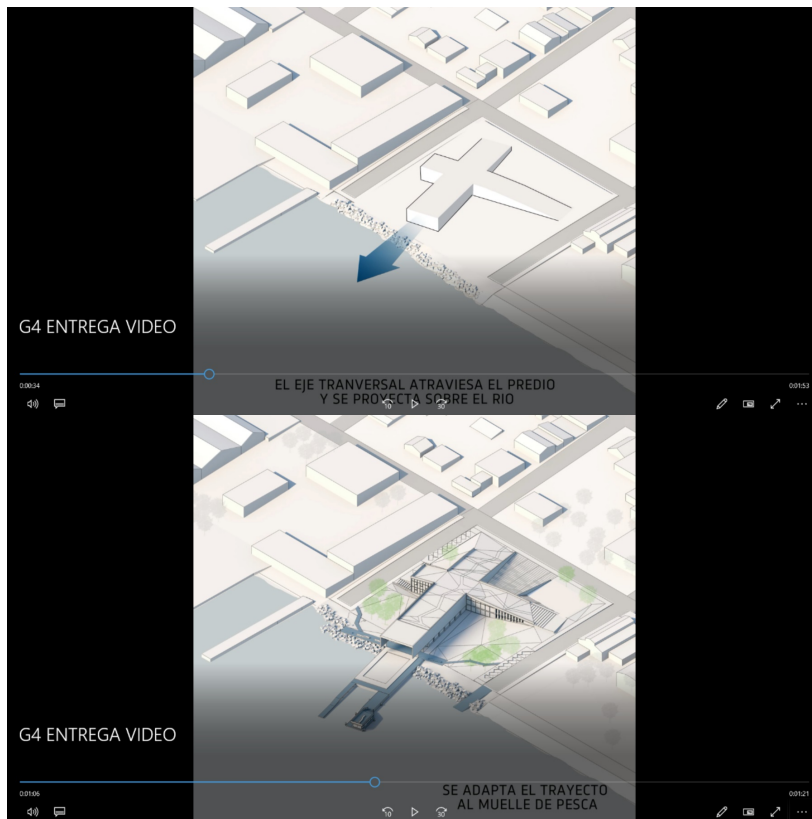 G4 ENTREGA VIDEO
0:00:34
0:01:53
EL EJE TRANVERSAL ATRAVIESA EL PREDIO
Y SE PROYECTA SOBRE EL RIO
10
30
G4 ENTREGA VIDEO
0:01:06
0:01:21
SE ADAPTA EL TRAYECTO
AL MUELLE DE PESCA
10
30